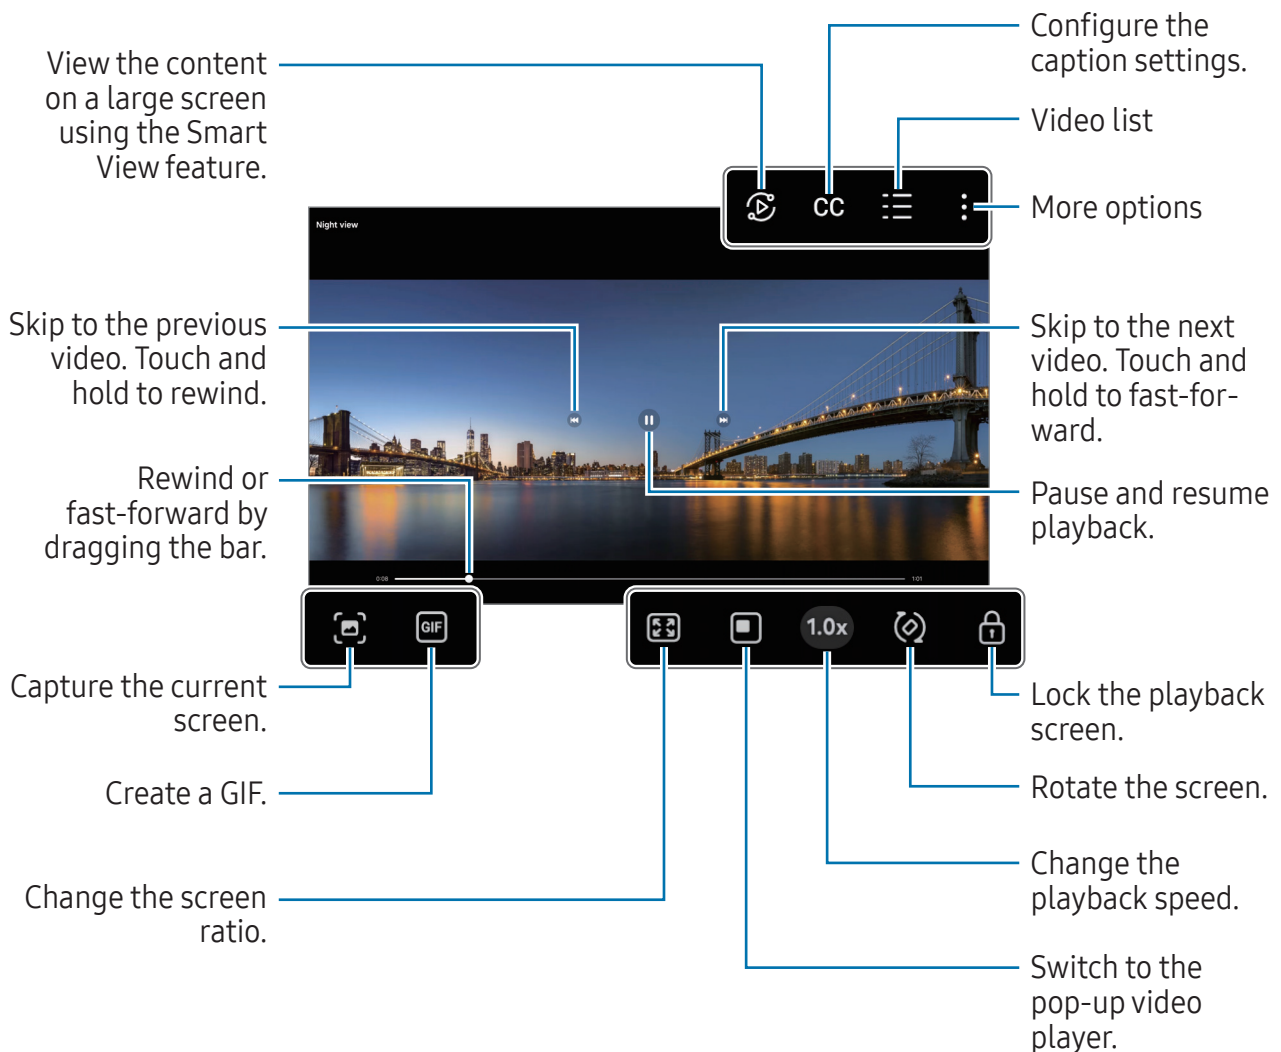 View the content
on a large screen
using the Smart
View feature.
Configure the
caption settings.
Video list
More options
CC
Night view
Skip to the previous
video. Touch and
hold to rewind.
Skip to the next
video. Touch and
hold to fast-for-
ward.
Rewind or
fast-forward by
dragging the bar.
Pause and resume
playback.
0:08
1:01
GIF
1.0x
Capture the current
screen.
Create a GIF.
Change the screen
ratio.
Lock the playback
screen.
Rotate the screen.
Change the
playback speed.
Switch to the
pop-up video
player.